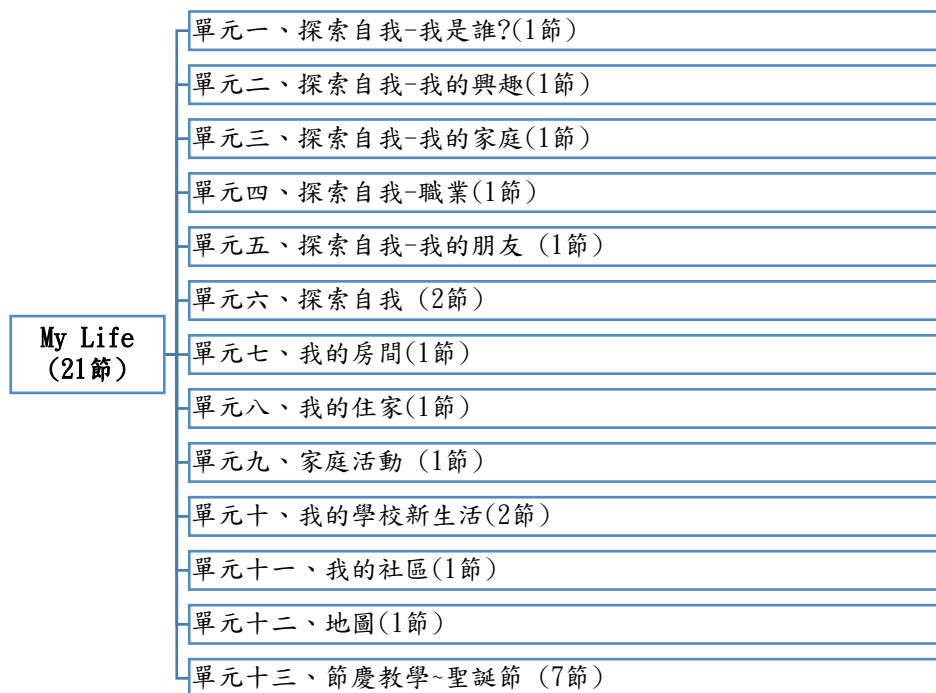 單元一、探索自我-我是誰?(1節)
單元二、探索自我-我的興趣(1節)
單元三、探索自我-我的家庭(1節)
單元四、探索自我-職業(1節)
單元五、探索自我-我的朋友 (1節)
單元六、探索自我 (2節)
My Life
(21節)
單元七、我的房間(1節)
單元八、我的住家(1節)
單元九、家庭活動 (1節)
單元十、我的學校新生活(2節)
單元十一、我的社區(1節)
單元十二、地圖(1節)
單元十三、節慶教學~聖誕節 (7節)